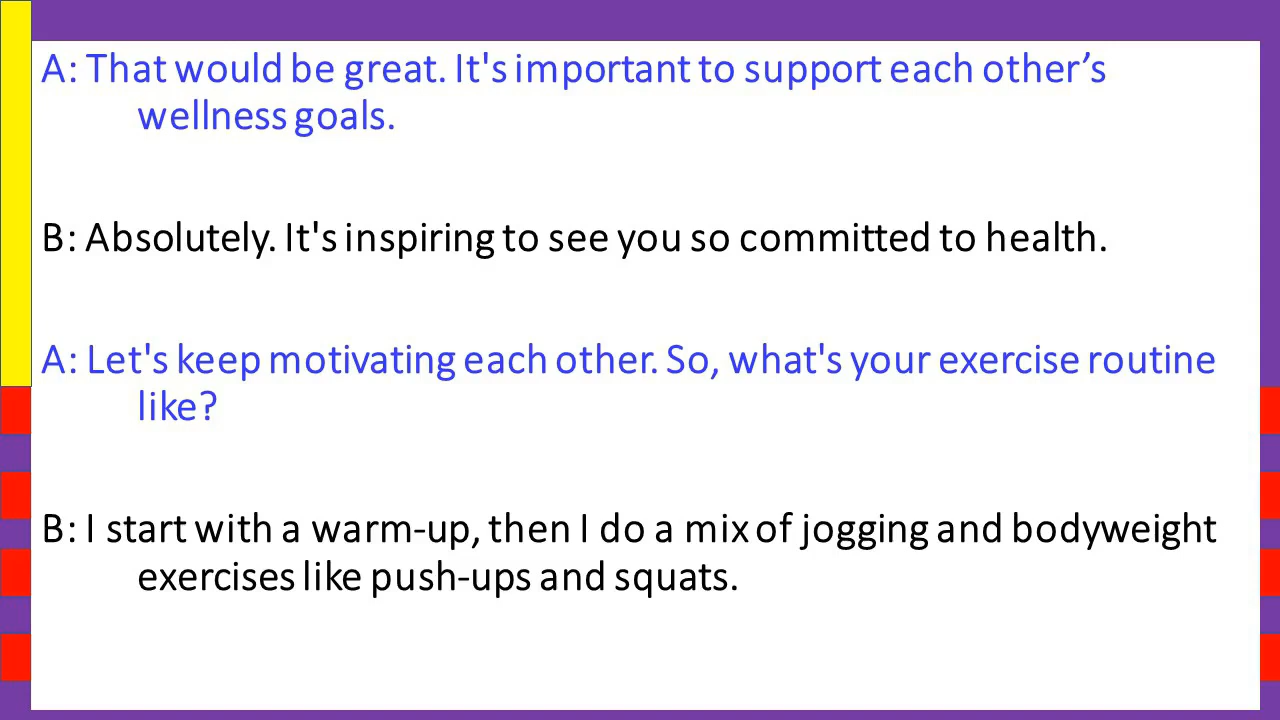 A: That would be great. It's important to support each other’s
wellness goals.
B: Absolutely. It's inspiring to see you so committed to health.
A: Let's keep motivating each other. So, what's your exercise routine
like?
B: I start with a warm-up, then I do a mix of jogging and bodyweight
exercises like push-ups and squats.